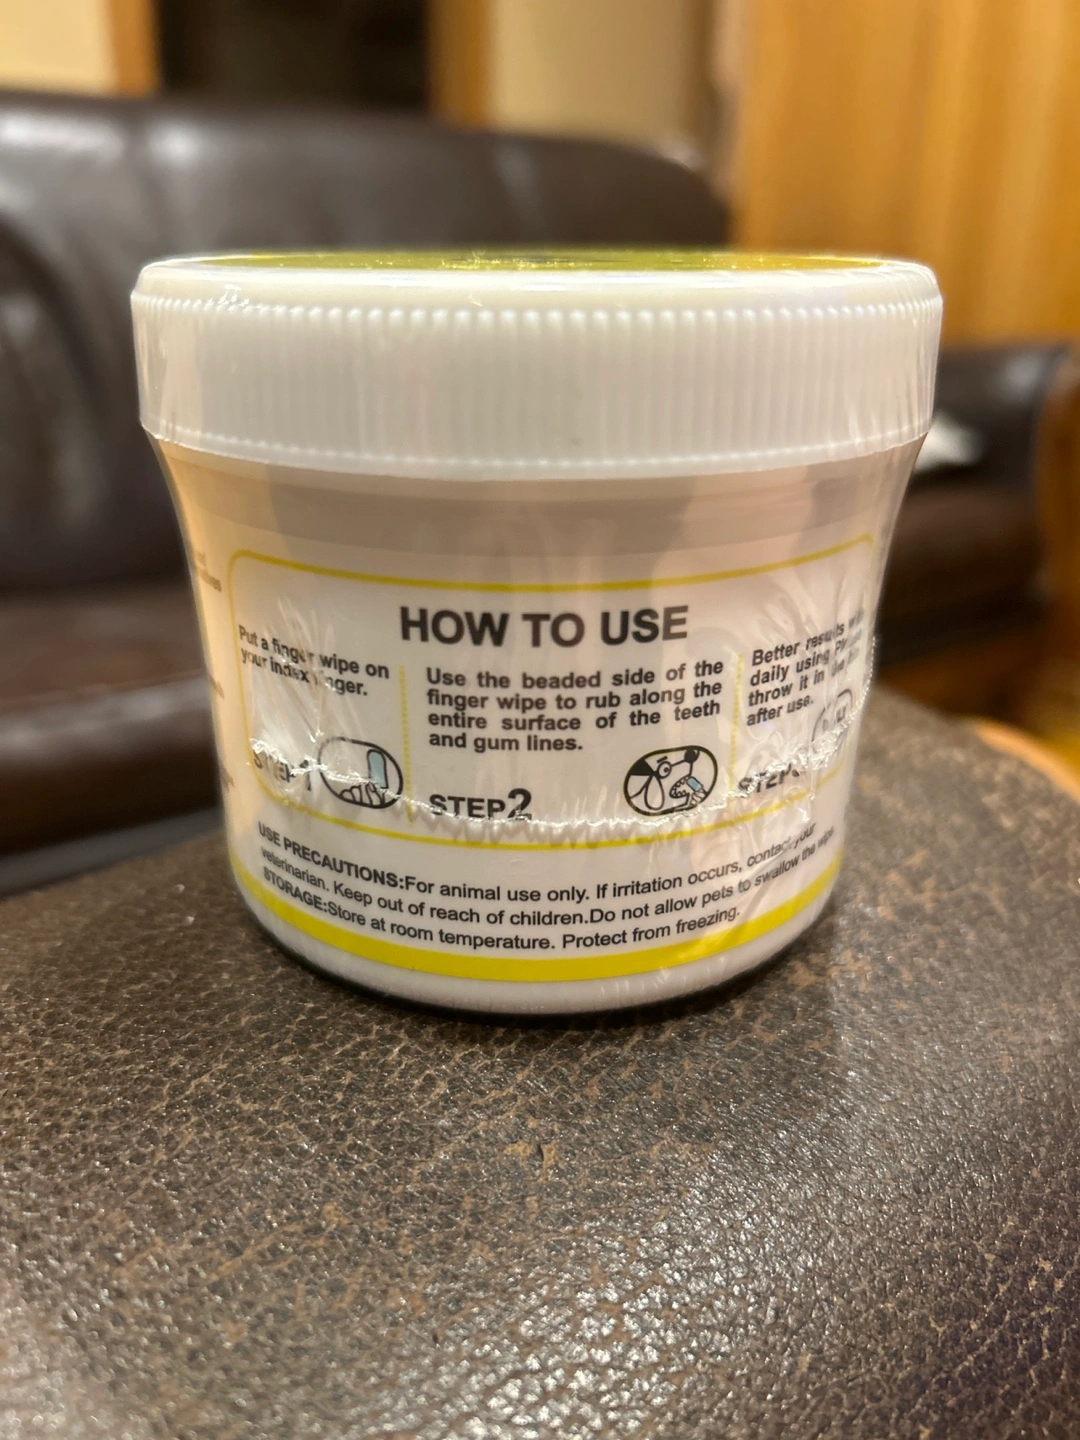 HOW TO USE
Put a finger wipe on
your index finger.
STEP1
Use the beaded side of the
finger wipe to rub along the
entire surface of the teeth
and gum lines.
STEP2
Better results
daily using
throw it in
after use.
STEP
USE PRECAUTIONS:For animal use only. If irritation occurs, contact your
veterinarian. Keep out of reach of children.Do not allow pets to swallow the wipe.
STORAGE:Store at room temperature. Protect from freezing.